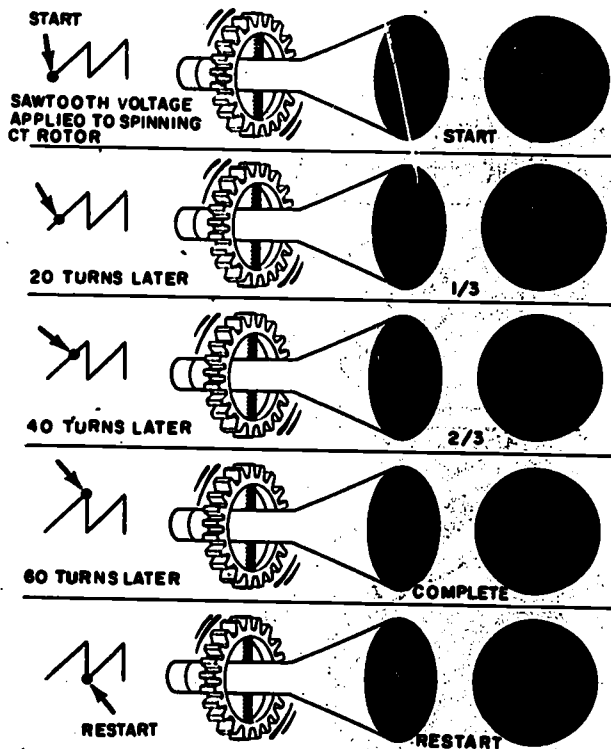 START
SAWTOOTH VOLTAGE
APPLIED TO SPINNING
CT ROTOR
START
20 TURNS LATER
1/3
40 TURNS LATER
2/3
60 TURNS LATER
COMPLETE
RESTART
RESTART